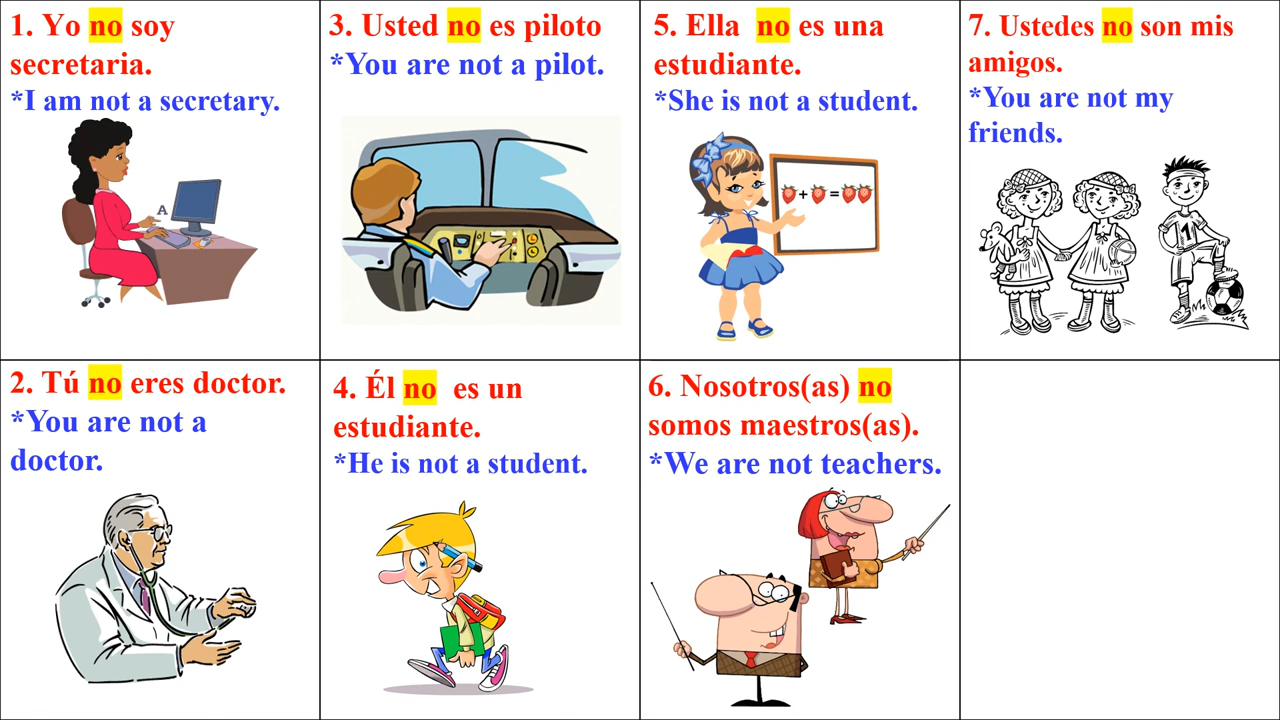 1. Yo no soy
secretaria.
*I am not a secretary.
A
2. Tú no eres doctor.
*You are not a
doctor.
3. Usted no es piloto
*You are not a pilot.
4. Él no es un
estudiante.
*He is not a student.
5. Ella no es una
estudiante.
*She is not a student.
+ =
6. Nosotros(as) no
somos maestros(as).
*We are not teachers.
7. Ustedes no son mis
amigos.
*You are not my
friends.
1